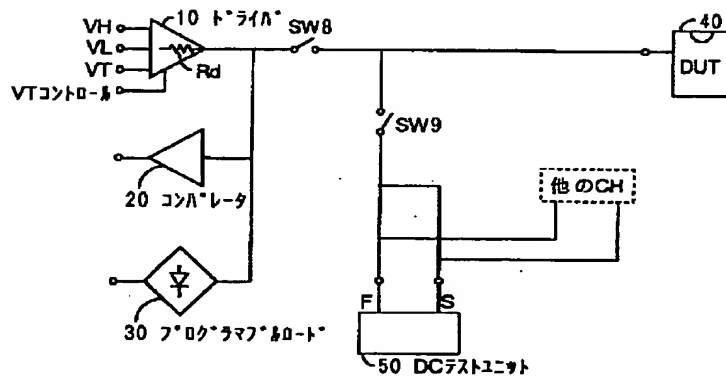 10 ドライバ
VH
VL
VT
Rd
VTコントロール
SW8
40
DUT
SW9
20 コンパレータ
他のCH
30 プログラマブルロード
F
S
50 DCテストユニット